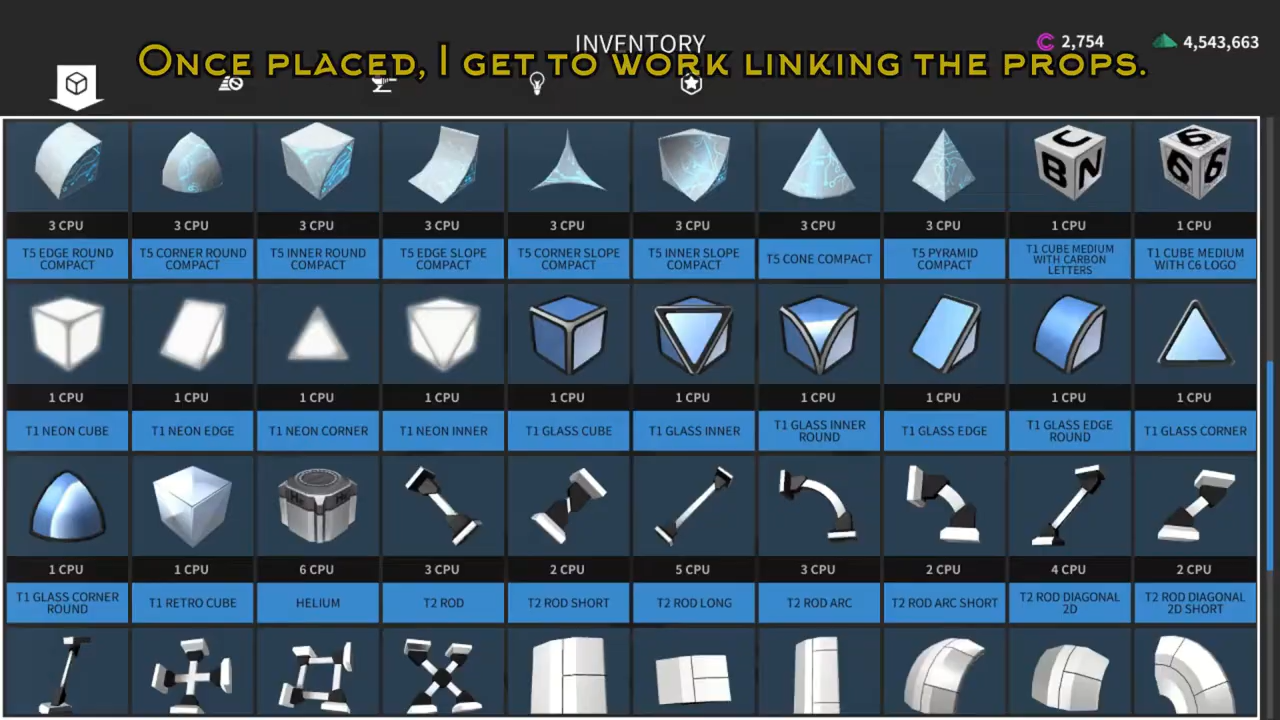 INVENTORY
2,754
4,543,663
ONCE PLACED, I GET TO WORK LINKING THE PROPS.
C
B
N
6
6
6
3 CPU
3 CPU
3 CPU
3 CPU
3 CPU
3 CPU
3 CPU
3 CPU
1 CPU
1 CPU
T5 EDGE ROUND
COMPACT
T5 CORNER ROUND
COMPACT
T5 INNER ROUND
COMPACT
T5 EDGE SLOPE
COMPACT
T5 CORNER SLOPE
COMPACT
T5 INNER SLOPE
COMPACT
T5 CONE COMPACT
T5 PYRAMID
COMPACT
T1 CUBE MEDIUM
WITH CARBON
LETTERS
T1 CUBE MEDIUM
WITH C6 LOGO
1 CPU
1 CPU
1 CPU
1 CPU
1 CPU
1 CPU
1 CPU
1 CPU
1 CPU
1 CPU
T1 NEON CUBE
T1 NEON EDGE
T1 NEON CORNER
T1 NEON INNER
T1 GLASS CUBE
T1 GLASS INNER
T1 GLASS INNER
ROUND
T1 GLASS EDGE
T1 GLASS EDGE
ROUND
T1 GLASS CORNER
He
He
1 CPU
1 CPU
6 CPU
3 CPU
2 CPU
5 CPU
3 CPU
2 CPU
4 CPU
2 CPU
T1 GLASS CORNER
ROUND
T1 RETRO CUBE
HELIUM
T2 ROD
T2 ROD SHORT
T2 ROD LONG
T2 ROD ARC
T2 ROD ARC SHORT
T2 ROD DIAGONAL
2D
T2 ROD DIAGONAL
2D SHORT